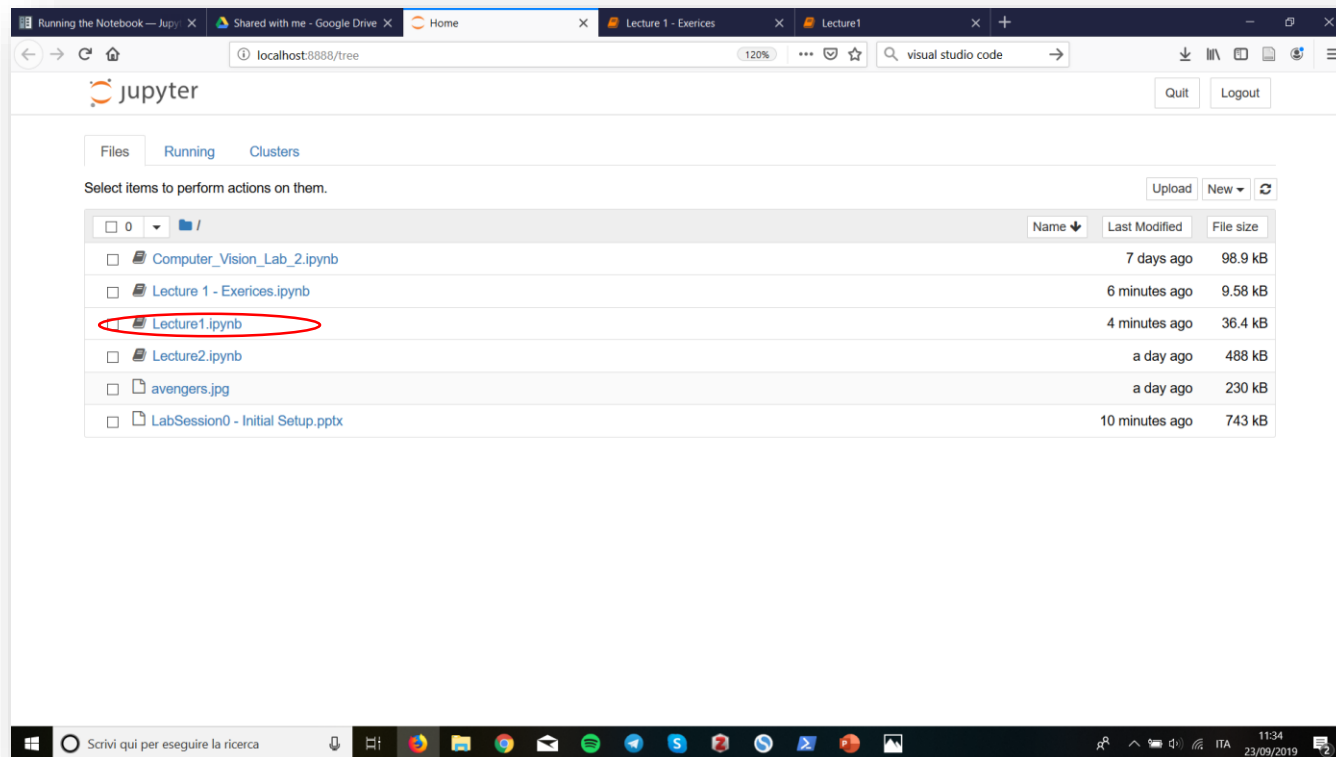 Running the Notebook — Jupy Shared with me - Google Drive Home Lecture 1 - Exerices Lecture1
localhost:8888/tree 120% visual studio code
jupyter Quit Logout
Files Running Clusters
Select items to perform actions on them. Upload New
0 / Name Last Modified File size
Computer_Vision_Lab_2.ipynb 7 days ago 98.9 kB
Lecture 1 - Exerices.ipynb 6 minutes ago 9.58 kB
Lecture1.ipynb 4 minutes ago 36.4 kB
Lecture2.ipynb a day ago 488 kB
avengers.jpg a day ago 230 kB
LabSession0 - Initial Setup.pptx 10 minutes ago 743 kB
Scrivi qui per eseguire la ricerca ITA 11:34
23/09/2019 2